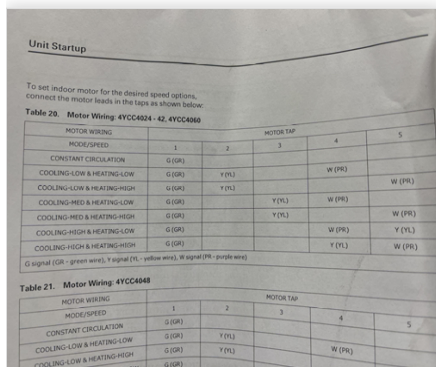 Unit Startup
To set indoor motor for the desired speed options,
connect the motor leads in the taps as shown below:
Table 20. Motor Wiring: 4YCC4024 - 42, 4YCC4060
MOTOR WIRING MOTOR TAP
MODE/SPEED 1 2 3 4 5
CONSTANT CIRCULATION G (GR)
COOLING-LOW & HEATING-LOW G (GR) Y (YL) W (PR)
COOLING-LOW & HEATING-HIGH G (GR) Y (YL) W (PR)
COOLING-MED & HEATING-LOW G (GR) Y (YL) W (PR)
COOLING-MED & HEATING-HIGH G (GR) Y (YL) W (PR)
COOLING-HIGH & HEATING-LOW G (GR) W (PR) Y (YL)
COOLING-HIGH & HEATING-HIGH G (GR) Y (YL) W (PR)
G signal (GR - green wire), Y signal (YL - yellow wire), W signal (PR - purple wire)
Table 21. Motor Wiring: 4YCC4048
MOTOR WIRING MOTOR TAP
MODE/SPEED 1 2 3 4 5
CONSTANT CIRCULATION G (GR)
COOLING-LOW & HEATING-LOW G (GR) Y (YL) W (PR)
COOLING-LOW & HEATING-HIGH G (GR) Y (YL)
G (GR)